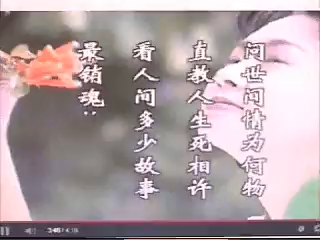 问世间情为何物
直教人生死相许
看人间多少故事
最销魂‥